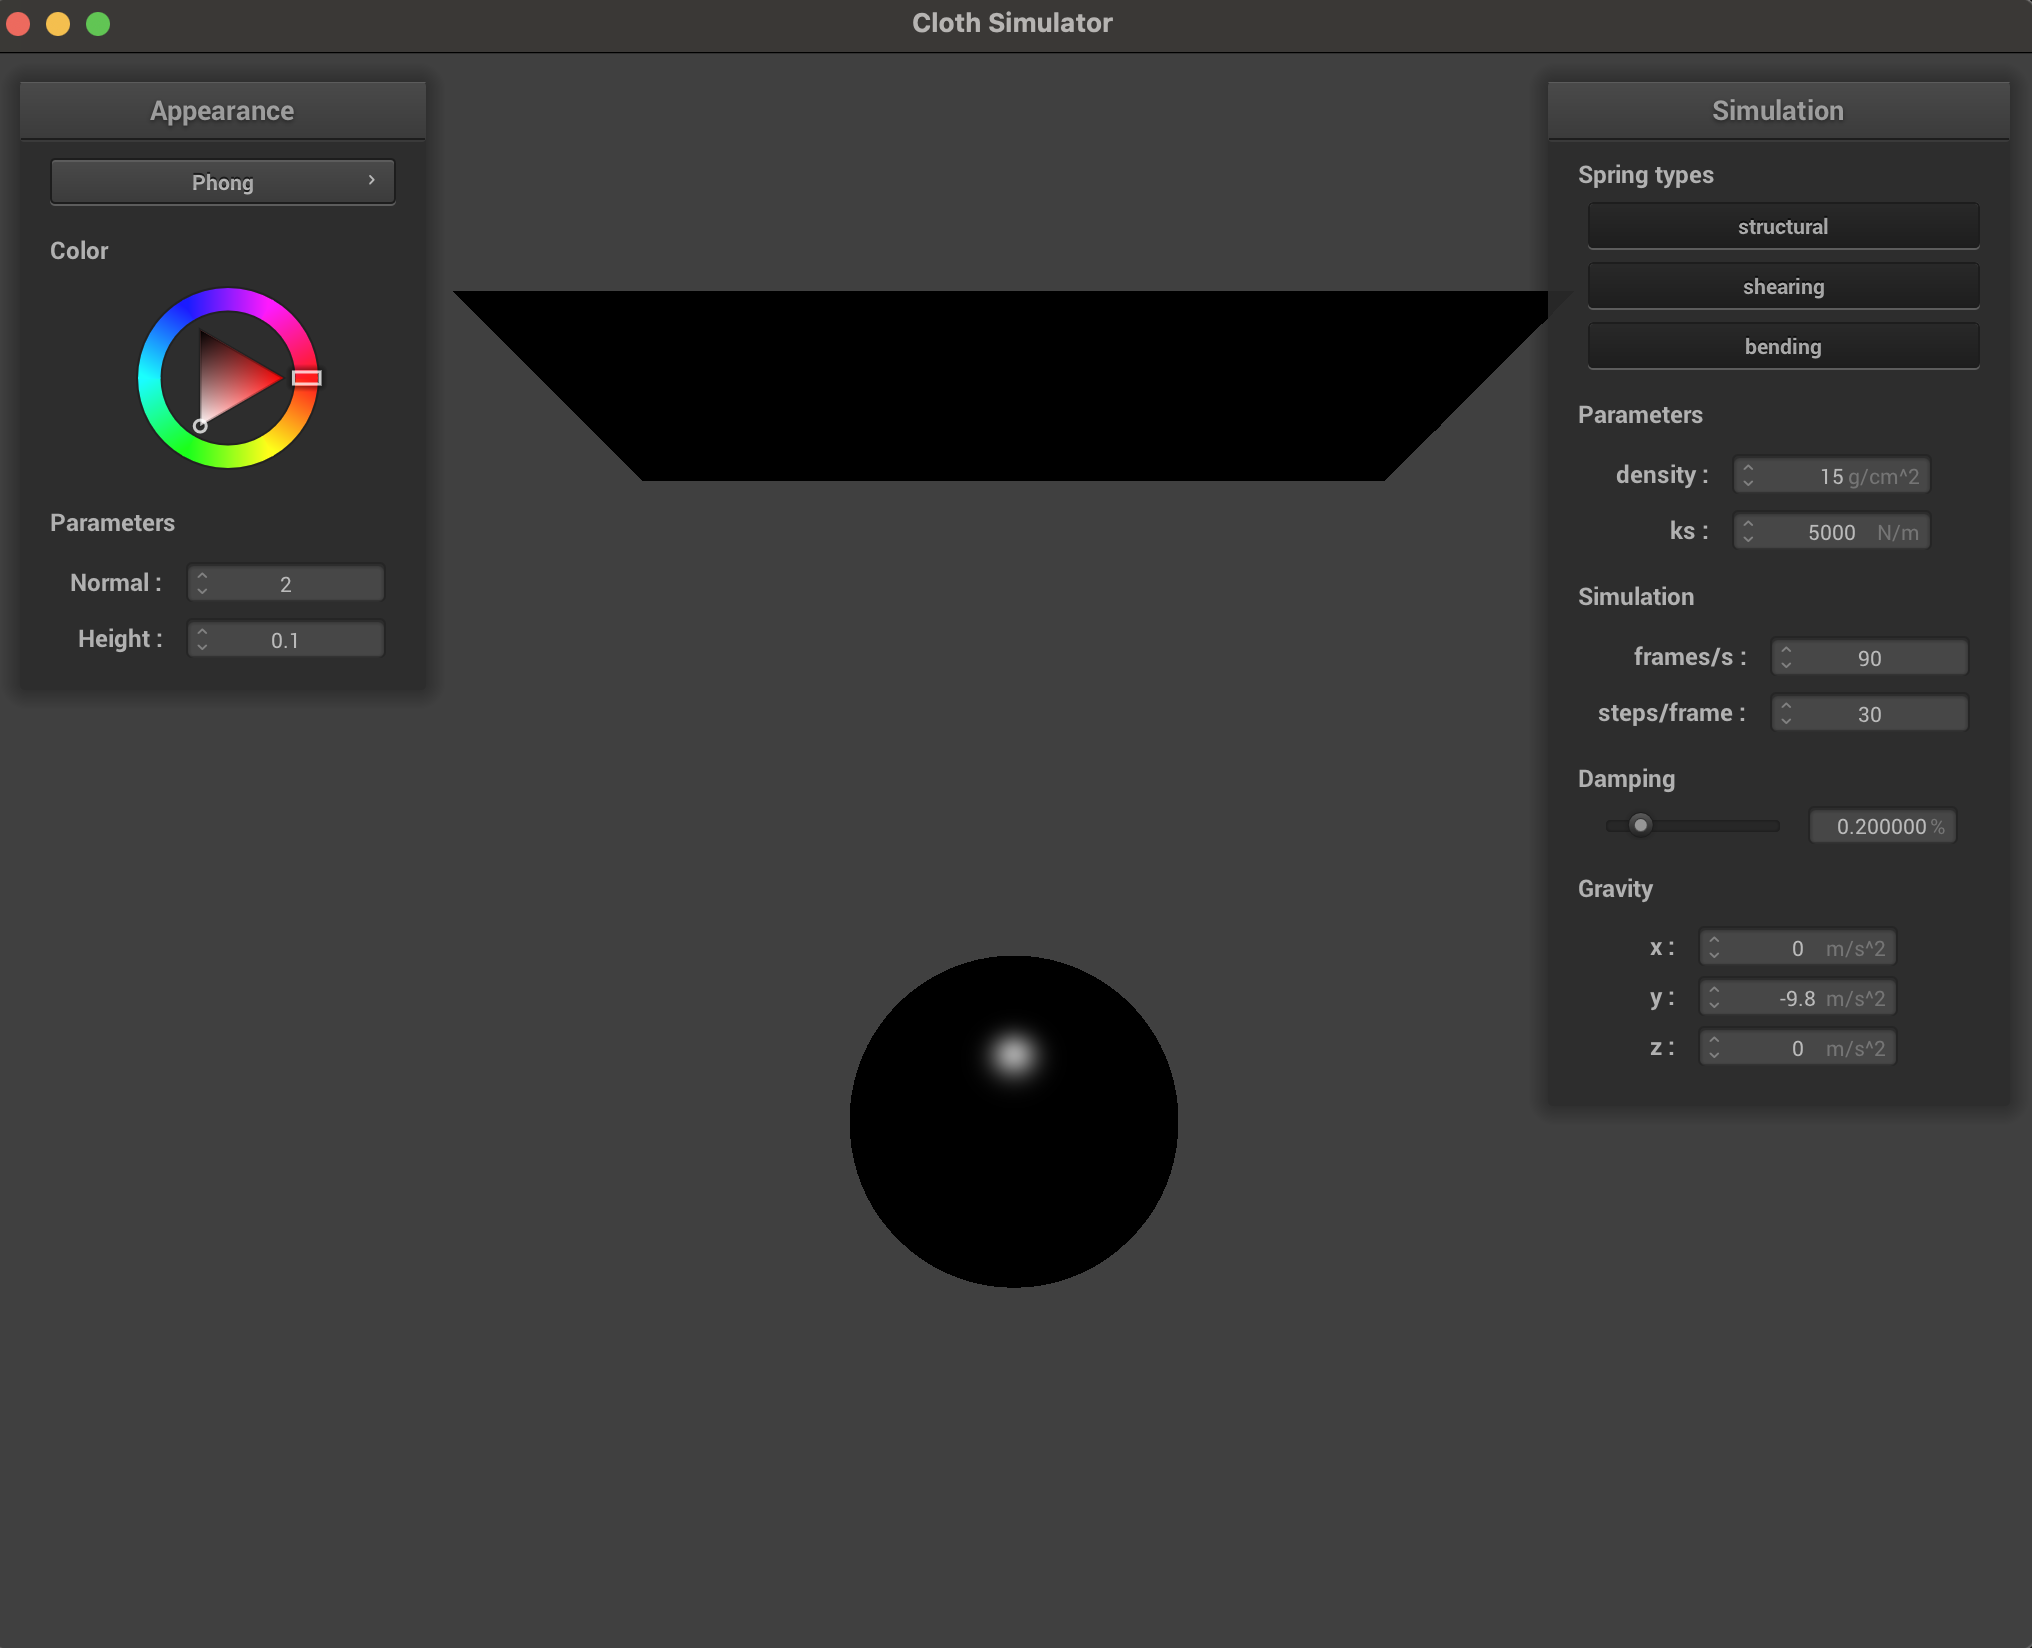 Cloth Simulator
Appearance
Phong
Color
Parameters
Normal : 2
Height : 0.1
Simulation
Spring types
structural
shearing
bending
Parameters
density : 15 g/cm^2
ks : 5000 N/m
Simulation
frames/s : 90
steps/frame : 30
Damping
0.200000 %
Gravity
x : 0 m/s^2
y : -9.8 m/s^2
z : 0 m/s^2